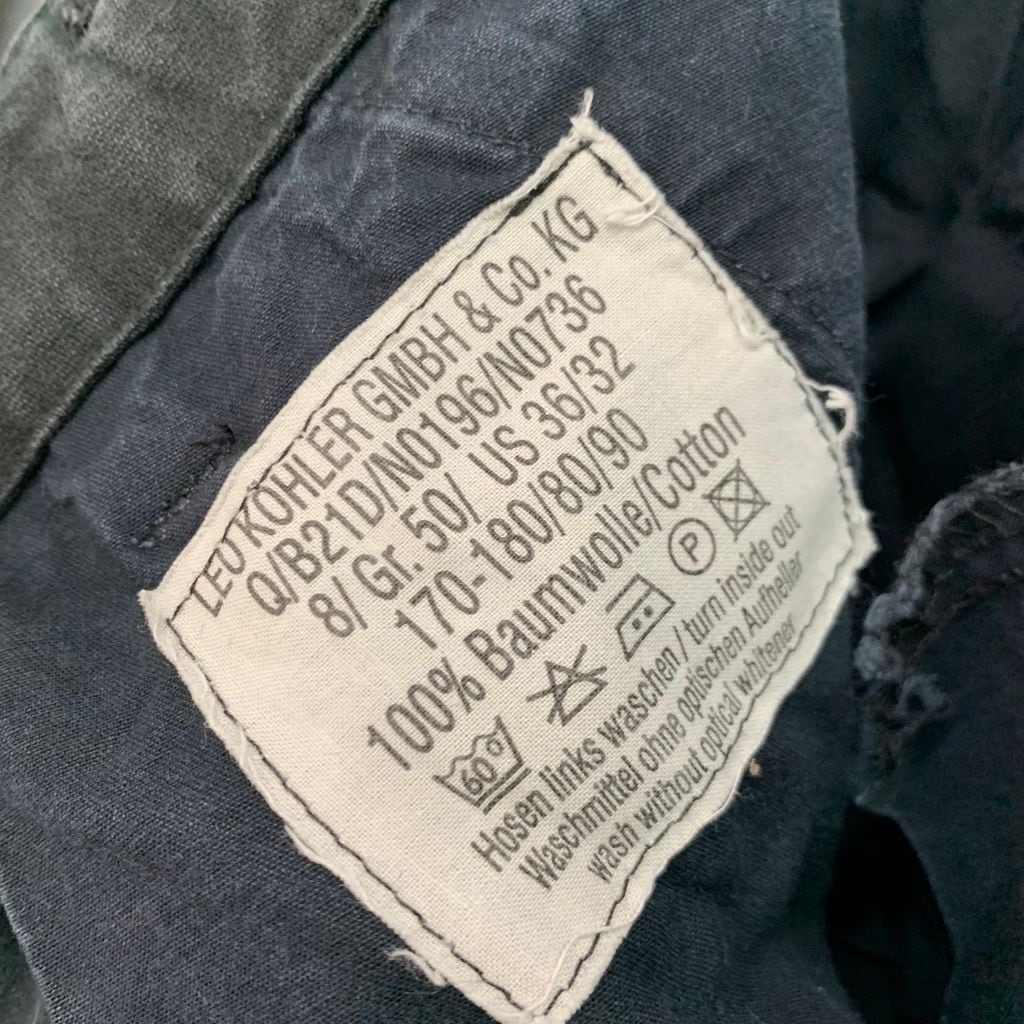 LEO KÖHLER GMBH & Co. KG
Q/B21D/N0196/N0736
8/ Gr. 50/ US 36/32
170-180/80/90
100% Baumwolle/Cotton
60° P
Hosen links waschen / turn inside out
Waschmittel ohne optischen Aufheller
wash without optical whitener